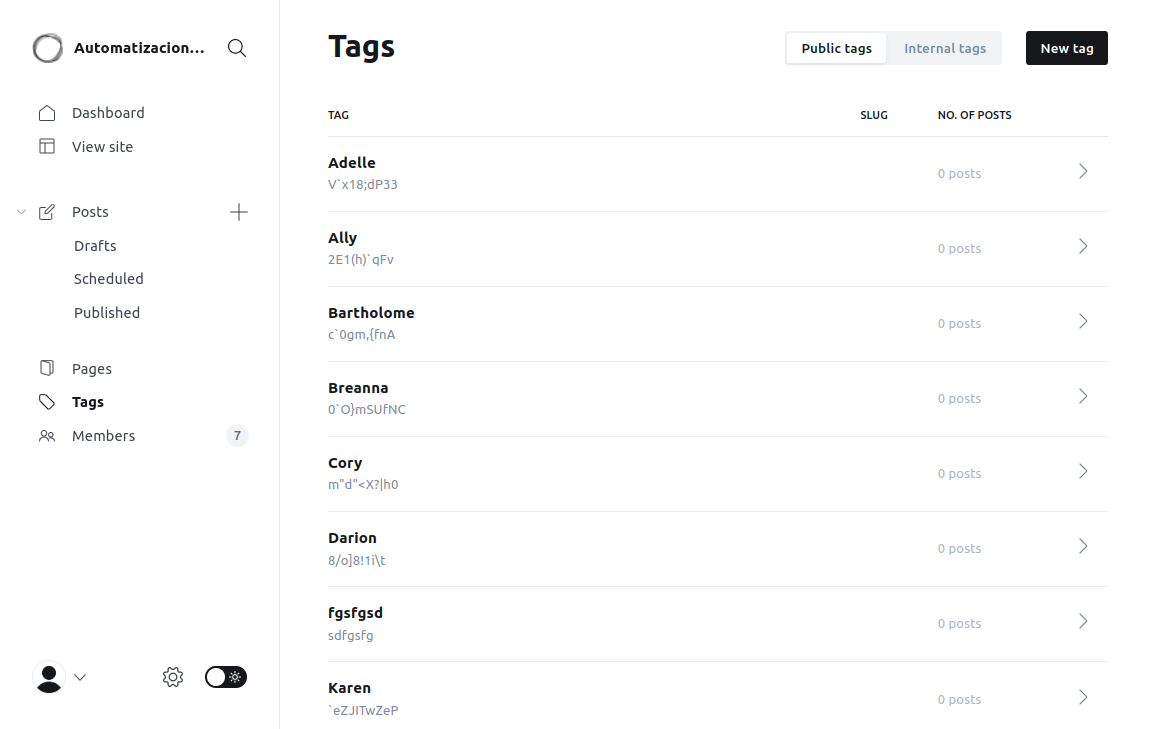 Automatizacion...
Dashboard
View site
Posts
Drafts
Scheduled
Published
Pages
Tags
Members 7
Tags
Public tags Internal tags New tag
TAG SLUG NO. OF POSTS
Adelle
V`x18;dP33
0 posts
Ally
2E1(h)`qFv
0 posts
Bartholome
c`0gm,{fnA
0 posts
Breanna
0`O}mSUfNC
0 posts
Cory
m"d"<X?|h0
0 posts
Darion
8/o]8!1i\t
0 posts
fgsfgsd
sdfgsfg
0 posts
Karen
`eZJITwZeP
0 posts